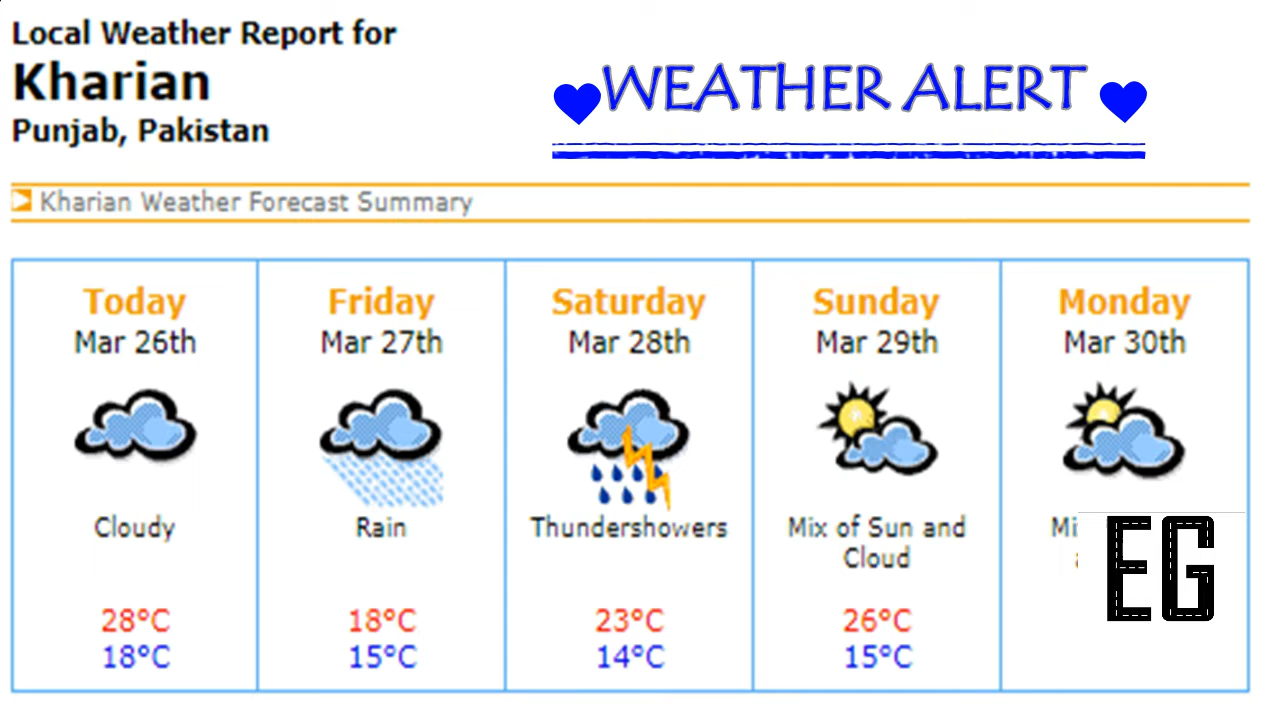 Local Weather Report for
Kharian
Punjab, Pakistan
WEATHER ALERT
Kharian Weather Forecast Summary
Today
Mar 26th
Cloudy
28°C
18°C
Friday
Mar 27th
Rain
18°C
15°C
Saturday
Mar 28th
Thundershowers
23°C
14°C
Sunday
Mar 29th
Mix of Sun and
Cloud
26°C
15°C
Monday
Mar 30th
EG